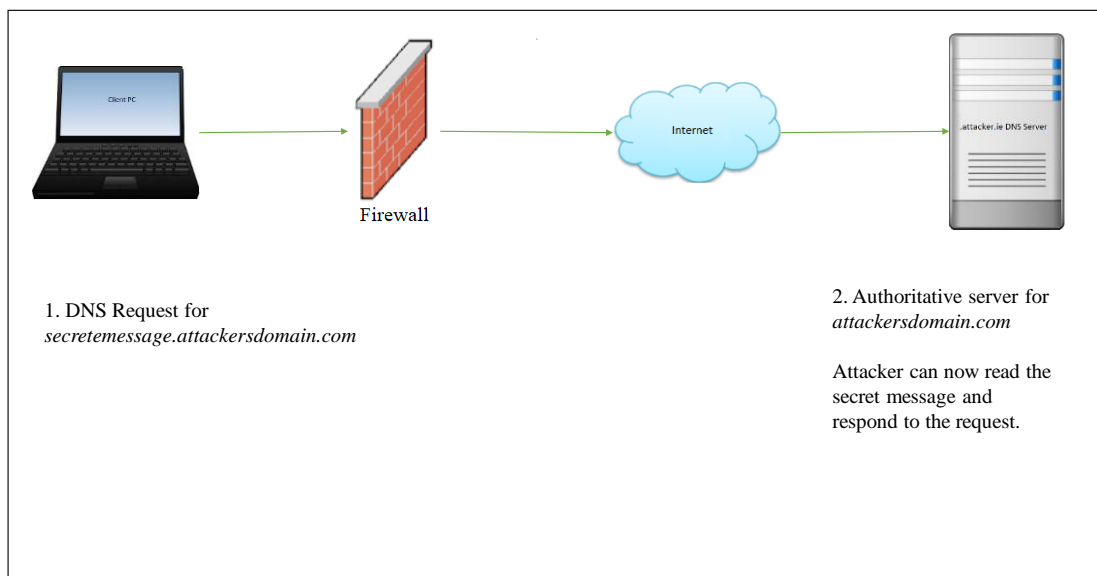 Client PC
Firewall
Internet
.attacker.ie DNS Server
1. DNS Request for
secretemessage.attackersdomain.com
2. Authoritative server for
attackersdomain.com
Attacker can now read the
secret message and
respond to the request.